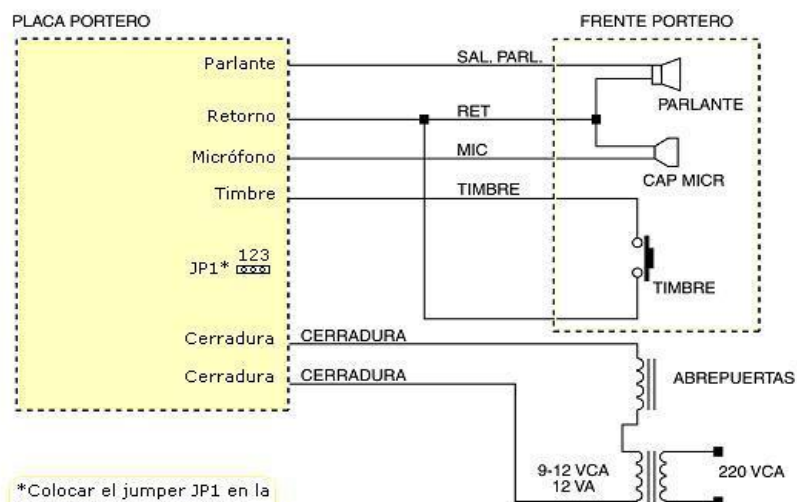 PLACA PORTERO
FRENTE PORTERO
Parlante
SAL. PARL.
PARLANTE
Retorno
RET
Micrófono
MIC
CAP MICR
Timbre
TIMBRE
JP1* 123
TIMBRE
Cerradura
CERRADURA
Cerradura
CERRADURA
ABREPUERTAS
9-12 VCA
12 VA
220 VCA
*Colocar el jumper JP1 en la